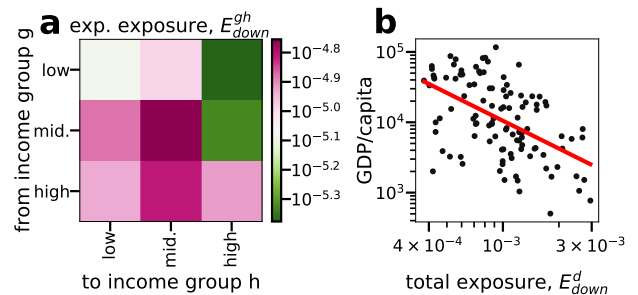 a exp. exposure, E^{gh}_{down}
from income group g
low
mid.
high
low
mid.
high
to income group h
10^{−4.8}
10^{−4.9}
10^{−5.0}
10^{−5.1}
10^{−5.2}
10^{−5.3}
b
GDP/capita
10^5
10^4
10^3
4 × 10^{−4}
10^{−3}
3 × 10^{−3}
total exposure, E^{d}_{down}